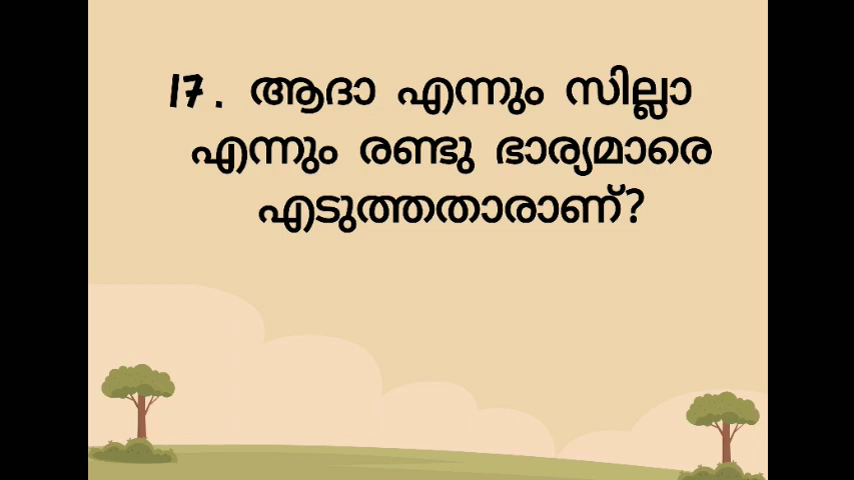 17. ആദാ എന്നും സില്ലാ
എന്നും രണ്ടു ഭാര്യമാരെ
എടുത്തതാരാണ്?